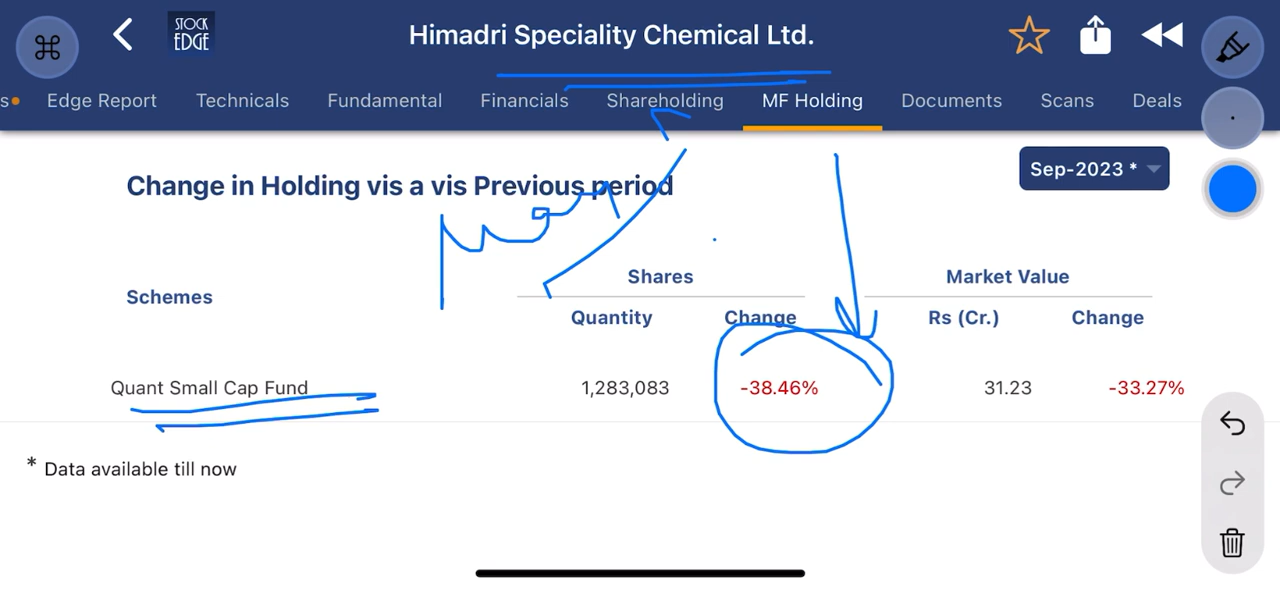 STOCK EDGE
Himadri Speciality Chemical Ltd.
s Edge Report Technicals Fundamental Financials Shareholding MF Holding Documents Scans Deals
Change in Holding vis a vis Previous period
Sep-2023 *
Shares Market Value
Schemes
Quantity Change Rs (Cr.) Change
Quant Small Cap Fund 1,283,083 -38.46% 31.23 -33.27%
* Data available till now